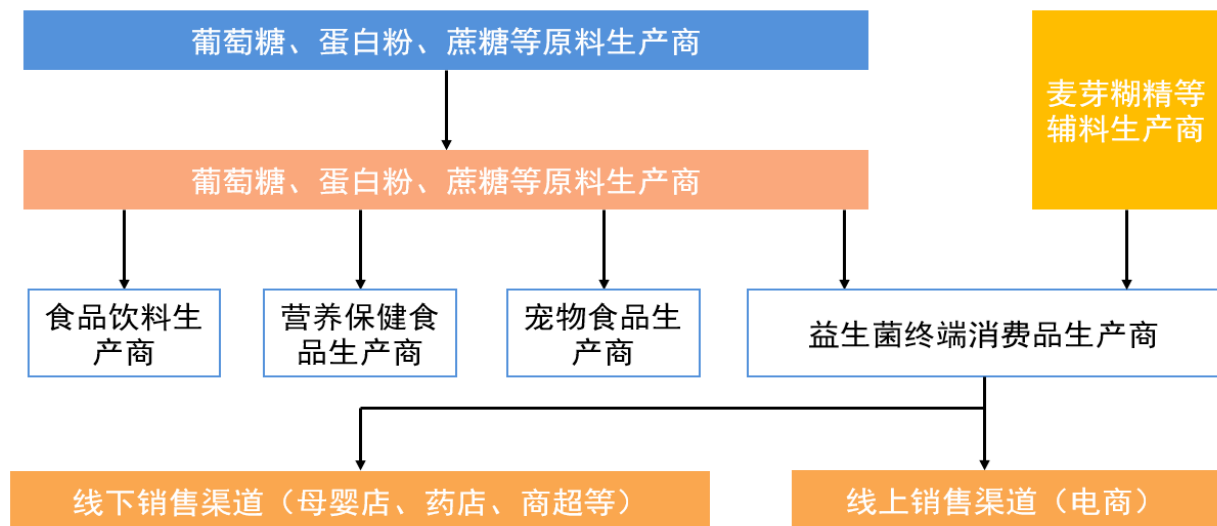 葡萄糖、蛋白粉、蔗糖等原料生产商
麦芽糊精等
辅料生产商
葡萄糖、蛋白粉、蔗糖等原料生产商
食品饮料生
产商
营养保健食
品生产商
宠物食品生
产商
益生菌终端消费品生产商
线下销售渠道（母婴店、药店、商超等）
线上销售渠道（电商）